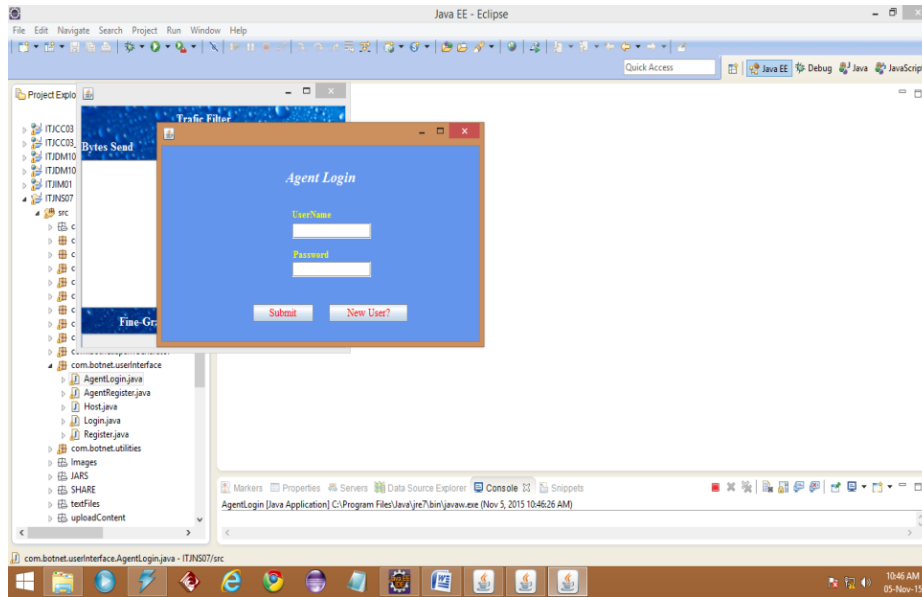 Java EE - Eclipse
File Edit Navigate Search Project Run Window Help
Quick Access
Java EE Debug Java JavaScrip
Project Explo
Trafic Filter
Bytes Send
ITJCC03
ITJCC03_
ITJDM10
ITJDM10
ITJIM01
ITJNS07
src
c
c
c
c
c
c
c
c
c
Agent Login
UserName
Password
Submit New User?
Fine-Gr
com.botnet.userInterface
AgentLogin.java
AgentRegister.java
Host.java
Login.java
Register.java
com.botnet.utilities
Images
JARS
SHARE
textFiles
uploadContent
Markers Properties Servers Data Source Explorer Console Snippets
AgentLogin [Java Application] C:\Program Files\Java\jre7\bin\javaw.exe (Nov 5, 2015 10:46:26 AM)
com.botnet.userInterface.AgentLogin.java - ITJNS07/src
10:46 AM
05-Nov-15